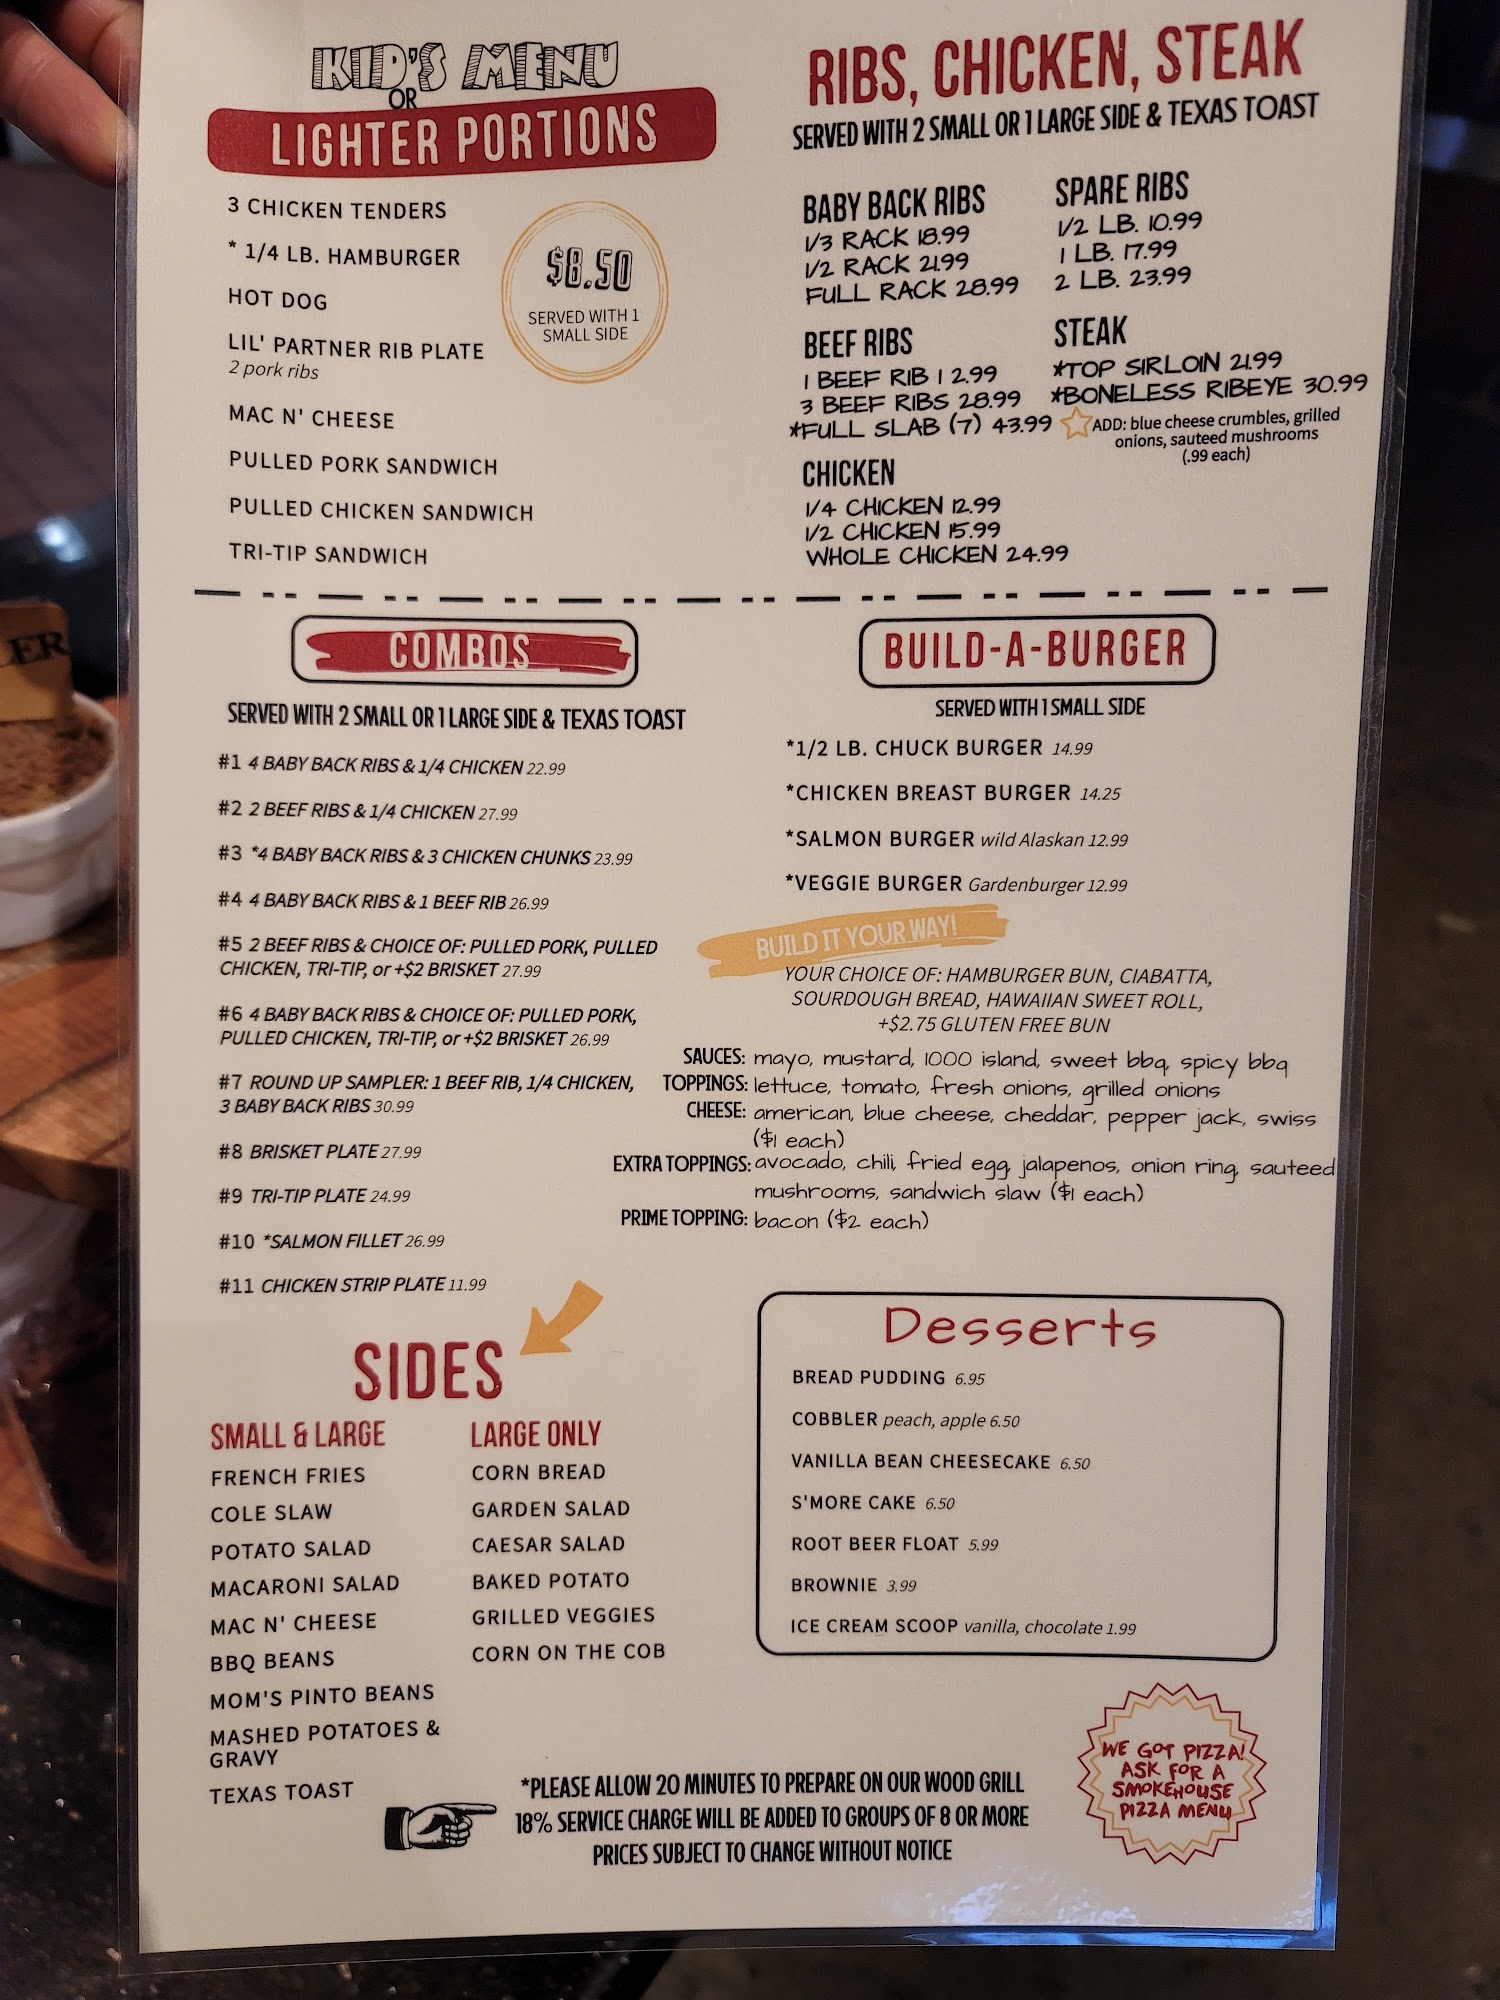 KID'S MENU
OR
LIGHTER PORTIONS
3 CHICKEN TENDERS
* 1/4 LB. HAMBURGER
HOT DOG
LIL' PARTNER RIB PLATE
2 pork ribs
MAC N' CHEESE
PULLED PORK SANDWICH
PULLED CHICKEN SANDWICH
TRI-TIP SANDWICH
$8.50
SERVED WITH 1
SMALL SIDE
RIBS, CHICKEN, STEAK
SERVED WITH 2 SMALL OR 1 LARGE SIDE & TEXAS TOAST
BABY BACK RIBS
1/3 RACK 18.99
1/2 RACK 21.99
FULL RACK 28.99
BEEF RIBS
1 BEEF RIB 1 2.99
3 BEEF RIBS 28.99
*FULL SLAB (7) 43.99
CHICKEN
1/4 CHICKEN 12.99
1/2 CHICKEN 15.99
WHOLE CHICKEN 24.99
SPARE RIBS
1/2 LB. 10.99
1 LB. 17.99
2 LB. 23.99
STEAK
*TOP SIRLOIN 21.99
*BONELESS RIBEYE 30.99
ADD: blue cheese crumbles, grilled
onions, sauteed mushrooms
(.99 each)
COMBOS
SERVED WITH 2 SMALL OR 1 LARGE SIDE & TEXAS TOAST
#1 4 BABY BACK RIBS & 1/4 CHICKEN 22.99
#2 2 BEEF RIBS & 1/4 CHICKEN 27.99
#3 *4 BABY BACK RIBS & 3 CHICKEN CHUNKS 23.99
#4 4 BABY BACK RIBS & 1 BEEF RIB 26.99
#5 2 BEEF RIBS & CHOICE OF: PULLED PORK, PULLED
CHICKEN, TRI-TIP, or +$2 BRISKET 27.99
#6 4 BABY BACK RIBS & CHOICE OF: PULLED PORK,
PULLED CHICKEN, TRI-TIP, or +$2 BRISKET 26.99
#7 ROUND UP SAMPLER: 1 BEEF RIB, 1/4 CHICKEN,
3 BABY BACK RIBS 30.99
#8 BRISKET PLATE 27.99
#9 TRI-TIP PLATE 24.99
#10 *SALMON FILLET 26.99
#11 CHICKEN STRIP PLATE 11.99
BUILD-A-BURGER
SERVED WITH 1 SMALL SIDE
*1/2 LB. CHUCK BURGER 14.99
*CHICKEN BREAST BURGER 14.25
*SALMON BURGER wild Alaskan 12.99
*VEGGIE BURGER Gardenburger 12.99
BUILD IT YOUR WAY!
YOUR CHOICE OF: HAMBURGER BUN, CIABATTA,
SOURDOUGH BREAD, HAWAIIAN SWEET ROLL,
+$2.75 GLUTEN FREE BUN
SAUCES: mayo, mustard, 1000 island, sweet bbq, spicy bbq
TOPPINGS: lettuce, tomato, fresh onions, grilled onions
CHEESE: american, blue cheese, cheddar, pepper jack, swiss
($1 each)
EXTRA TOPPINGS: avocado, chili, fried egg, jalapenos, onion ring, sauteed
mushrooms, sandwich slaw ($1 each)
PRIME TOPPING: bacon ($2 each)
SIDES
SMALL & LARGE
FRENCH FRIES
COLE SLAW
POTATO SALAD
MACARONI SALAD
MAC N' CHEESE
BBQ BEANS
MOM'S PINTO BEANS
MASHED POTATOES &
GRAVY
TEXAS TOAST
LARGE ONLY
CORN BREAD
GARDEN SALAD
CAESAR SALAD
BAKED POTATO
GRILLED VEGGIES
CORN ON THE COB
Desserts
BREAD PUDDING 6.95
COBBLER peach, apple 6.50
VANILLA BEAN CHEESECAKE 6.50
S'MORE CAKE 6.50
ROOT BEER FLOAT 5.99
BROWNIE 3.99
ICE CREAM SCOOP vanilla, chocolate 1.99
*PLEASE ALLOW 20 MINUTES TO PREPARE ON OUR WOOD GRILL
18% SERVICE CHARGE WILL BE ADDED TO GROUPS OF 8 OR MORE
PRICES SUBJECT TO CHANGE WITHOUT NOTICE
WE GOT PIZZA!
ASK FOR A
SMOKEHOUSE
PIZZA MENU
LER